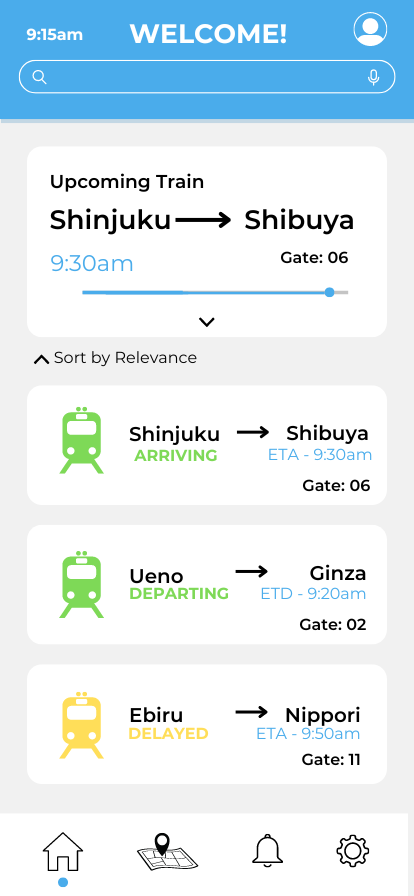 9:15am WELCOME!
Upcoming Train
Shinjuku Shibuya
9:30am Gate: 06
Sort by Relevance
Shinjuku Shibuya
ARRIVING ETA - 9:30am
Gate: 06
Ueno Ginza
DEPARTING ETD - 9:20am
Gate: 02
Ebiru Nippori
DELAYED ETA - 9:50am
Gate: 11